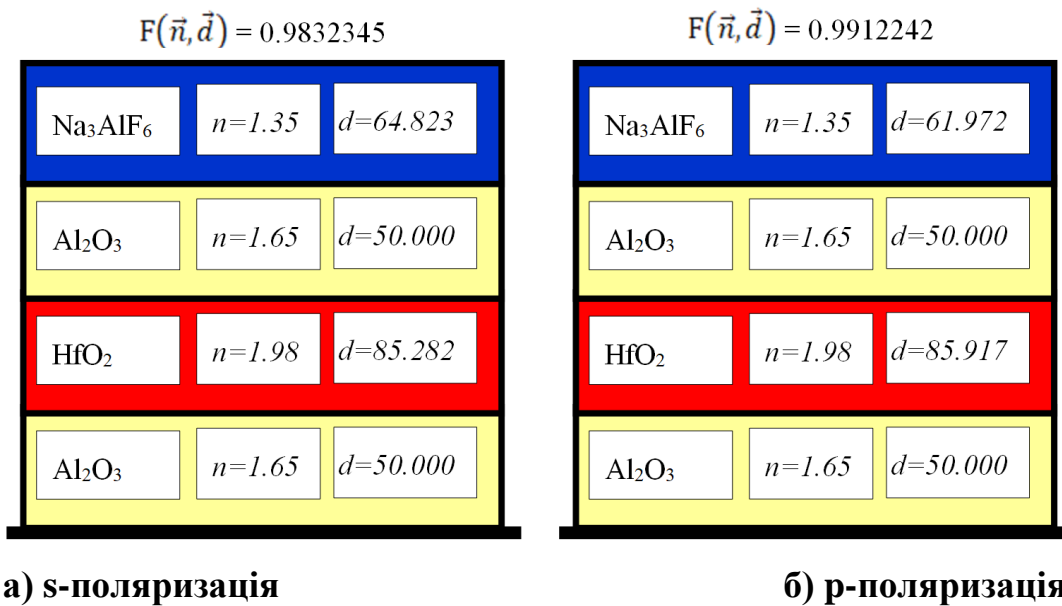 F(n⃗,d⃗) = 0.9832345
Na₃AlF₆ n=1.35 d=64.823
Al₂O₃ n=1.65 d=50.000
HfO₂ n=1.98 d=85.282
Al₂O₃ n=1.65 d=50.000
а) s-поляризація
F(n⃗,d⃗) = 0.9912242
Na₃AlF₆ n=1.35 d=61.972
Al₂O₃ n=1.65 d=50.000
HfO₂ n=1.98 d=85.917
Al₂O₃ n=1.65 d=50.000
б) р-поляризація